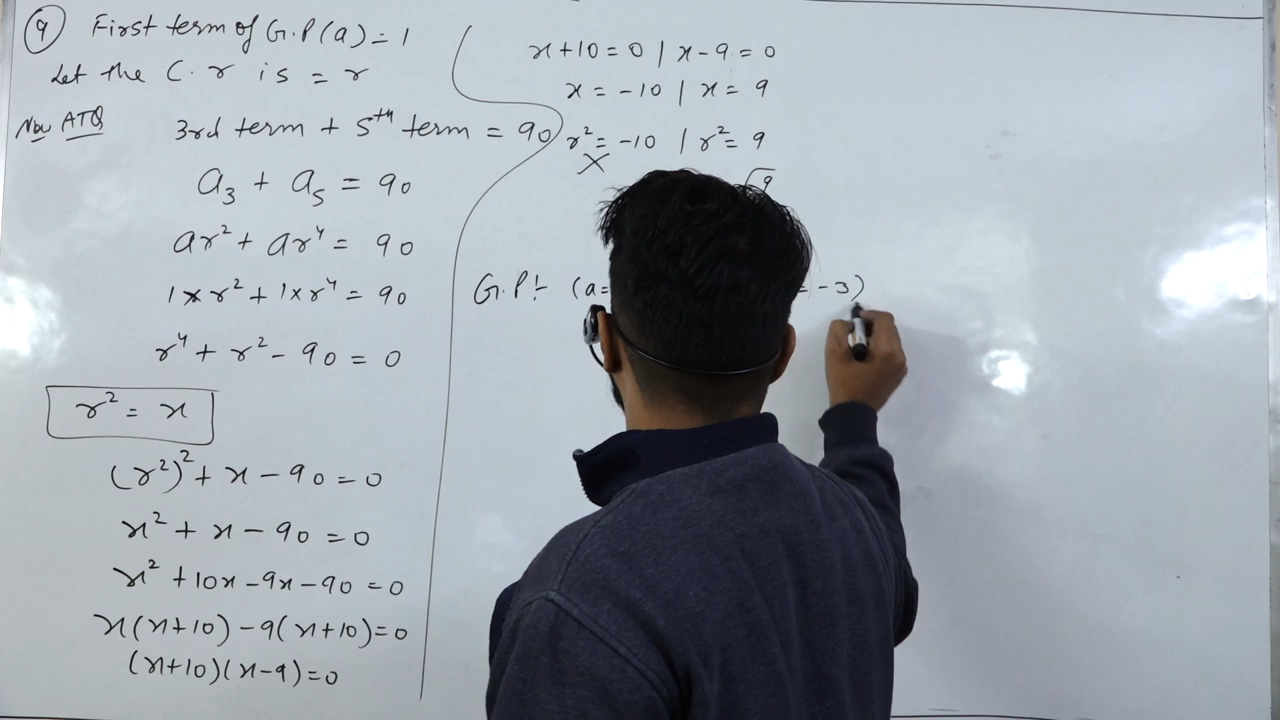 9 First term of G.P (a) = 1
Let the C. r is = r
Now ATQ 3rd term + 5th term = 90
a₃ + a₅ = 90
ar² + ar⁴ = 90
1 × r² + 1 × r⁴ = 90
r⁴ + r² - 90 = 0
r² = x
(r²)² + x - 90 = 0
x² + x - 90 = 0
x² + 10x - 9x - 90 = 0
x(x+10) - 9(x+10) = 0
(x+10)(x-9) = 0
x + 10 = 0 | x - 9 = 0
x = -10 | x = 9
r² = -10 | r² = 9
×
√9
G.P:- (a= = -3)